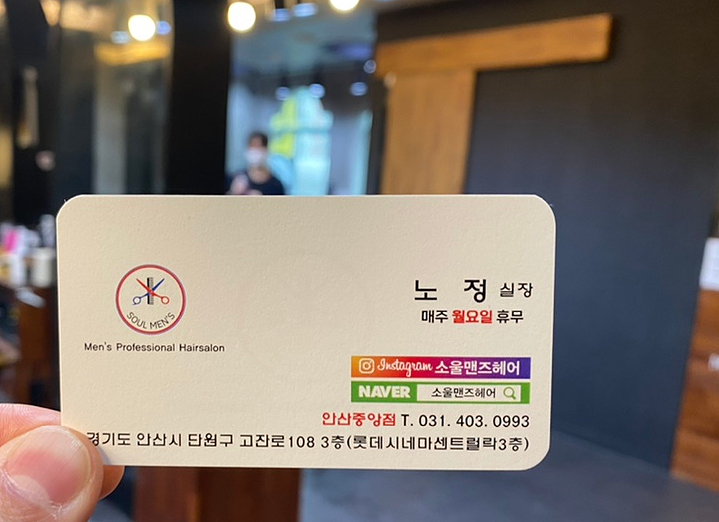 SOUL MEN'S
Men's Professional Hairsalon
노 정 실장
매주 월요일 휴무
Instagram 소울맨즈헤어
NAVER 소울맨즈헤어
안산중앙점 T. 031. 403. 0993
경기도 안산시 단원구 고잔로108 3층(롯데시네마센트럴락3층)